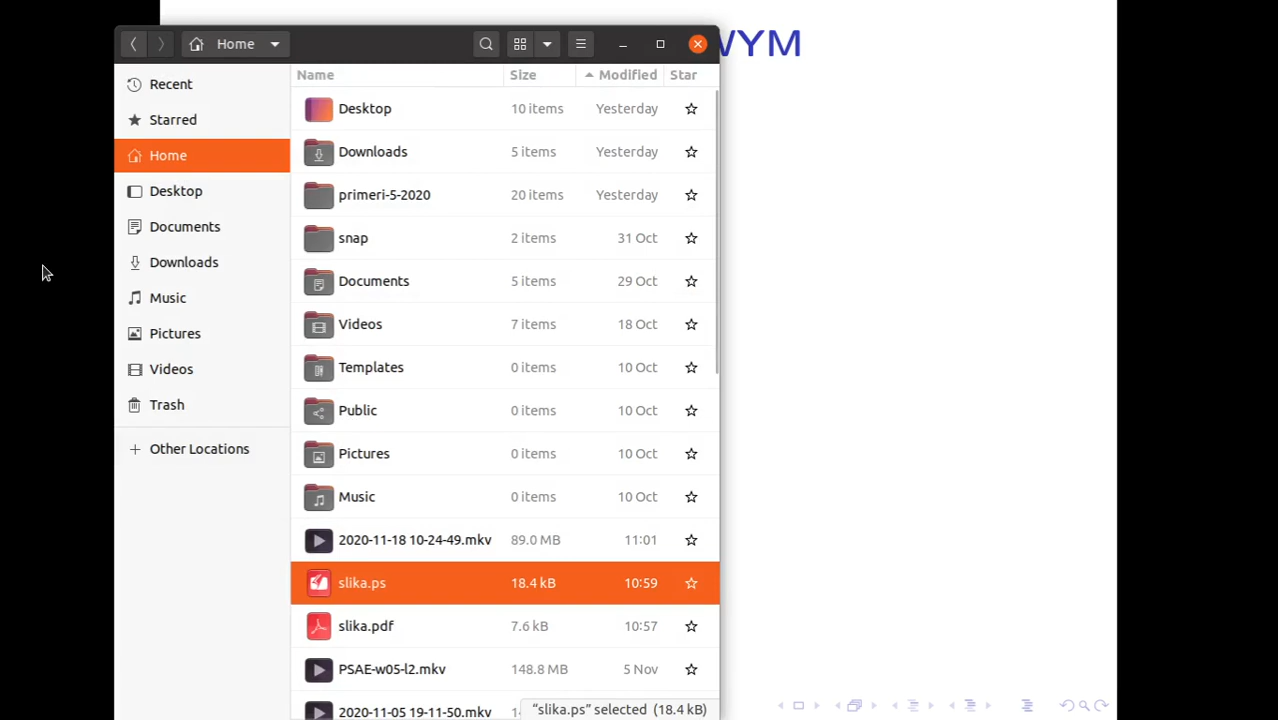 WYM
Home
Name Size Modified Star
Recent
Starred
Home
Desktop
Documents
Downloads
Music
Pictures
Videos
Trash
Other Locations
Desktop 10 items Yesterday
Downloads 5 items Yesterday
primeri-5-2020 20 items Yesterday
snap 2 items 31 Oct
Documents 5 items 29 Oct
Videos 7 items 18 Oct
Templates 0 items 10 Oct
Public 0 items 10 Oct
Pictures 0 items 10 Oct
Music 0 items 10 Oct
2020-11-18 10-24-49.mkv 89.0 MB 11:01
slika.ps 18.4 kB 10:59
slika.pdf 7.6 kB 10:57
PSAE-w05-l2.mkv 148.8 MB 5 Nov
2020-11-05 19-11-50.mkv
“slika.ps” selected (18.4 kB)